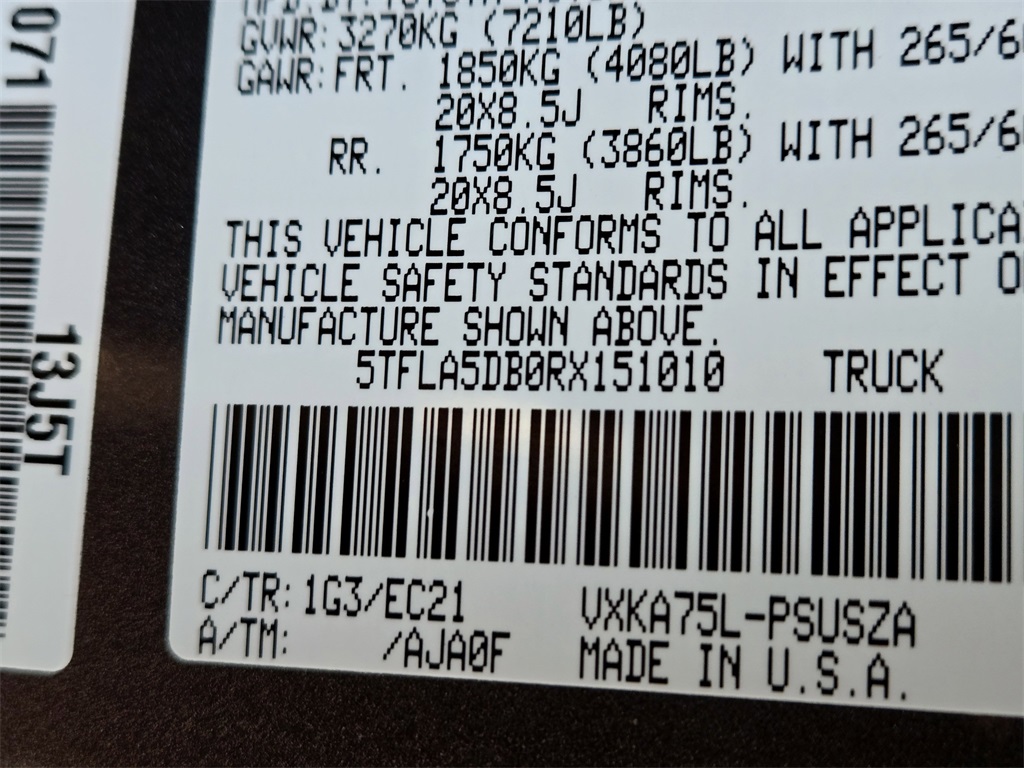 GVWR: 3270KG (7210LB)
GAWR: FRT. 1850KG (4080LB) WITH 265/6
20X8.5J RIMS.
RR. 1750KG (3860LB) WITH 265/6
20X8.5J RIMS.
THIS VEHICLE CONFORMS TO ALL APPLICA
VEHICLE SAFETY STANDARDS IN EFFECT O
MANUFACTURE SHOWN ABOVE.
5TFLA5DB0RX151010 TRUCK
C/TR: 1G3/EC21 VXKA75L-PSUSZA
A/TM: /AJA0F MADE IN U.S.A.
071
13J5T